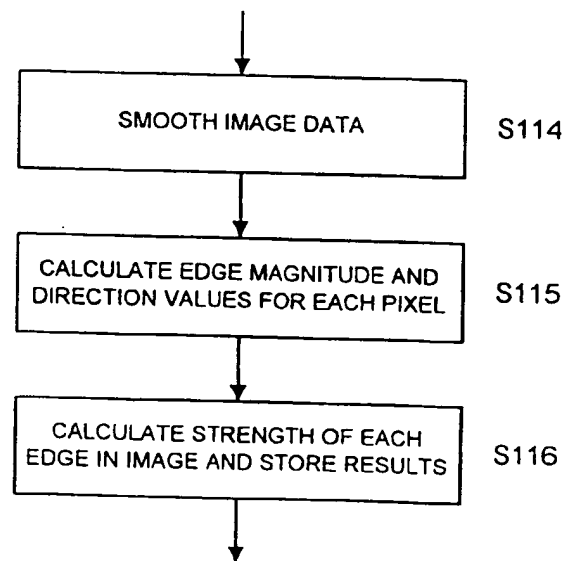 SMOOTH IMAGE DATA
S114
CALCULATE EDGE MAGNITUDE AND
DIRECTION VALUES FOR EACH PIXEL
S115
CALCULATE STRENGTH OF EACH
EDGE IN IMAGE AND STORE RESULTS
S116